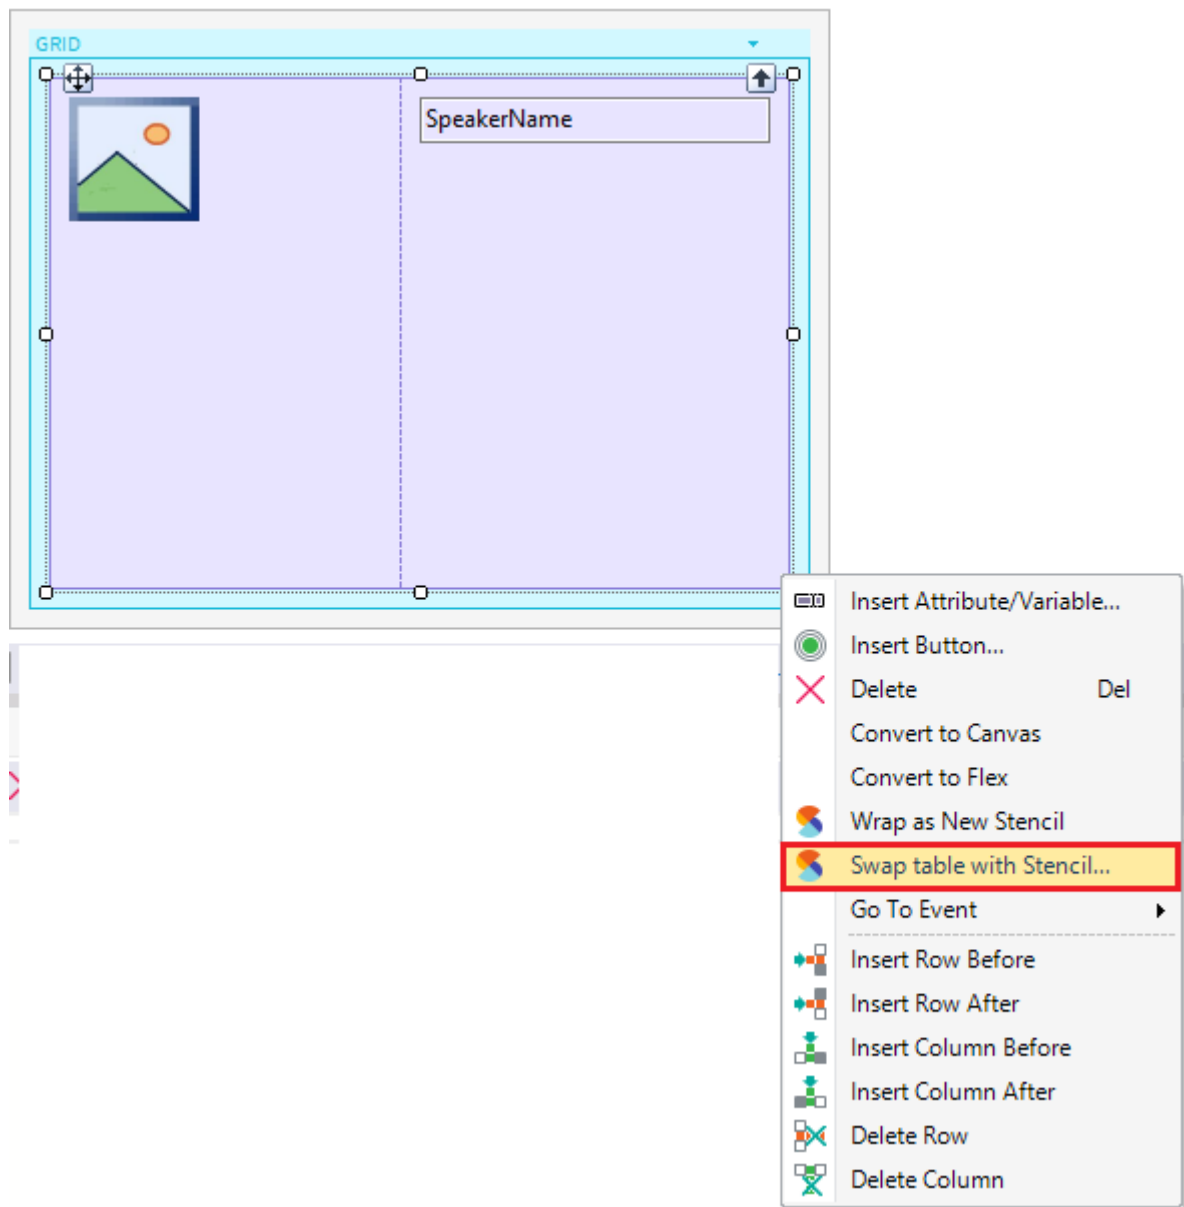 GRID
SpeakerName
Insert Attribute/Variable...
Insert Button...
Delete Del
Convert to Canvas
Convert to Flex
Wrap as New Stencil
Swap table with Stencil...
Go To Event
Insert Row Before
Insert Row After
Insert Column Before
Insert Column After
Delete Row
Delete Column